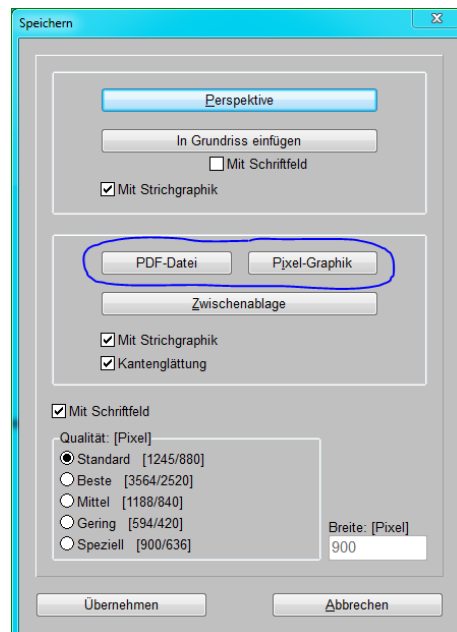 Speichern
Perspektive
In Grundriss einfügen
Mit Schriftfeld
Mit Strichgraphik
PDF-Datei Pixel-Graphik
Zwischenablage
Mit Strichgraphik
Kantenglättung
Mit Schriftfeld
Qualität: [Pixel]
Standard [1245/880]
Beste [3564/2520]
Mittel [1188/840]
Gering [594/420]
Speziell [900/636]
Breite: [Pixel]
900
Übernehmen Abbrechen